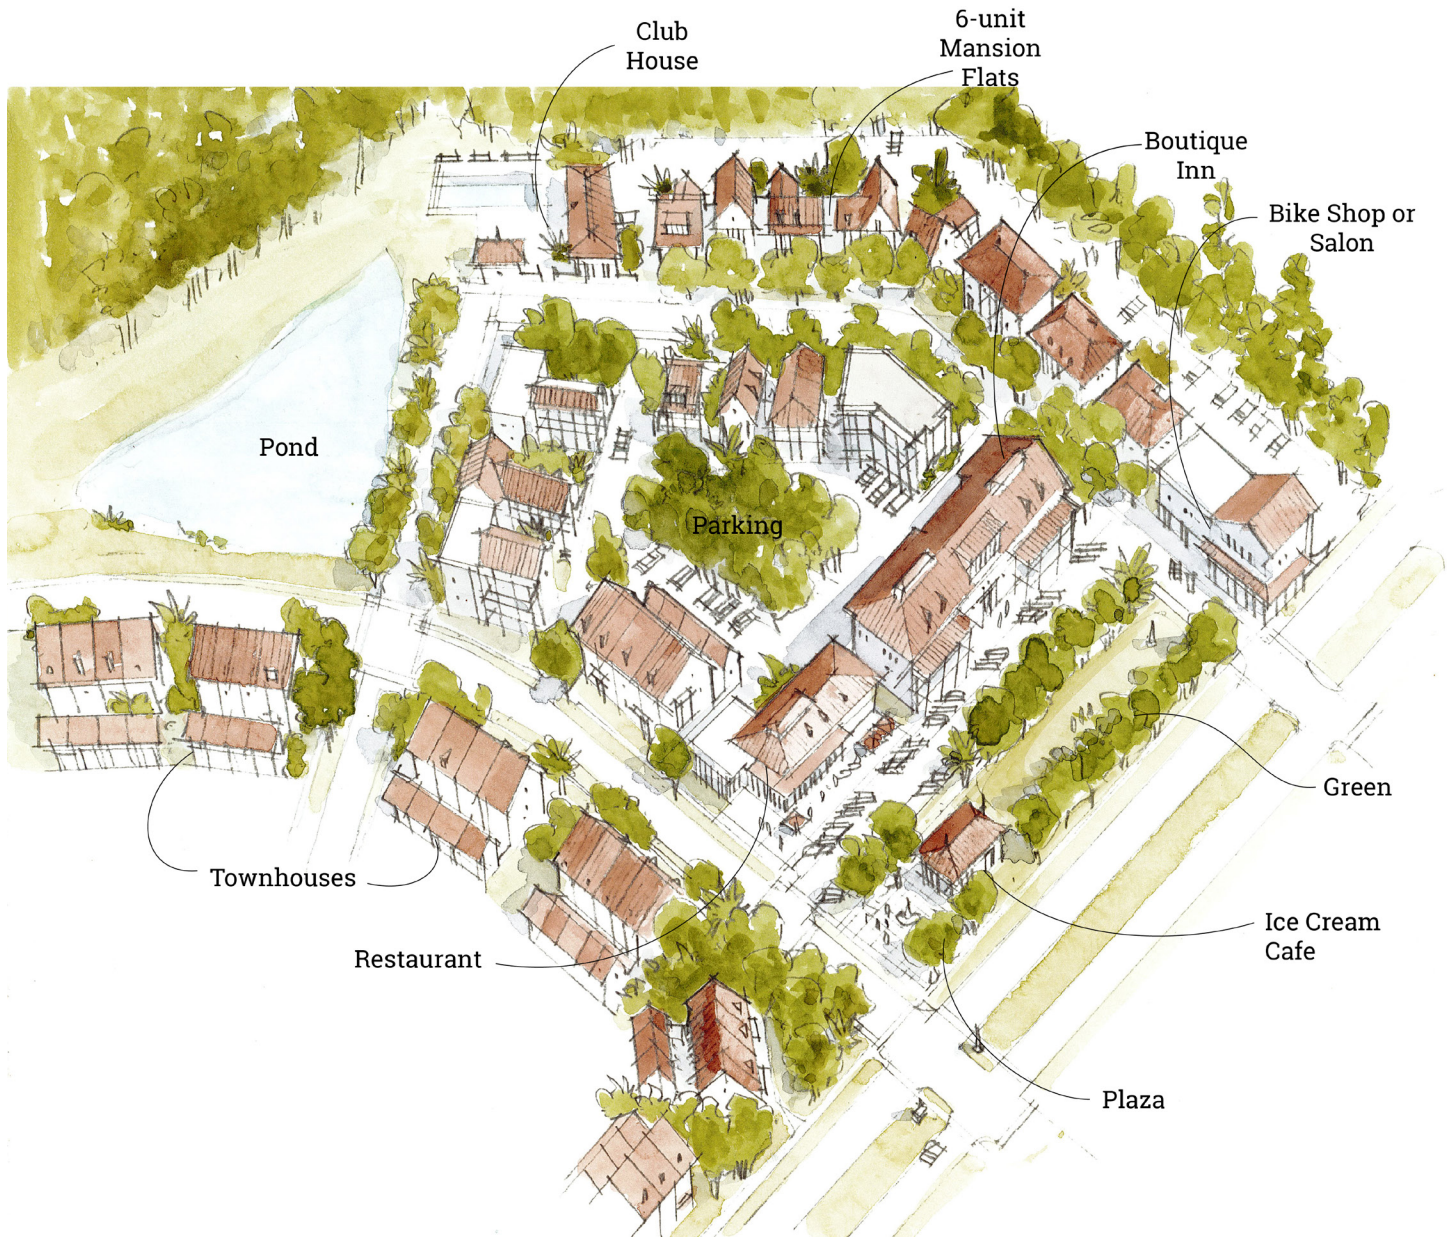 Club
House
6-unit
Mansion
Flats
Boutique
Inn
Bike Shop or
Salon
Pond
Parking
Green
Townhouses
Ice Cream
Cafe
Restaurant
Plaza